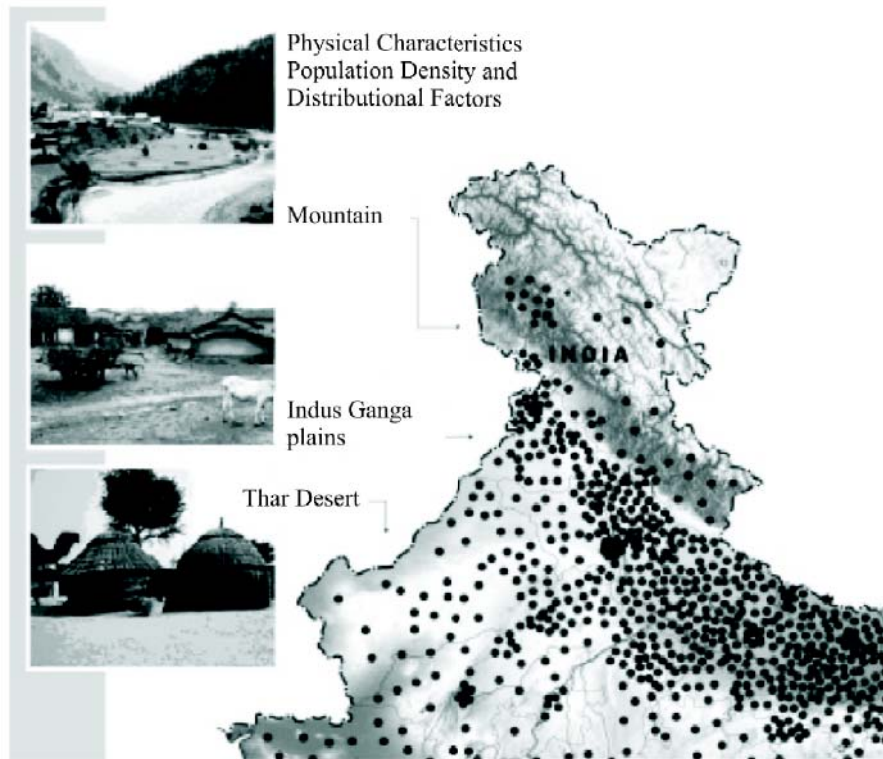 Physical Characteristics
Population Density and
Distributional Factors
Mountain
INDIA
Indus Ganga
plains
Thar Desert